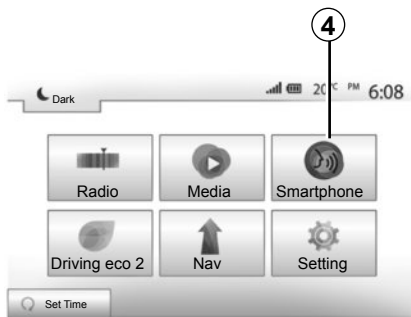 4
Dark 20°C PM 6:08
Radio Media Smartphone
Driving eco 2 Nav Setting
Set Time